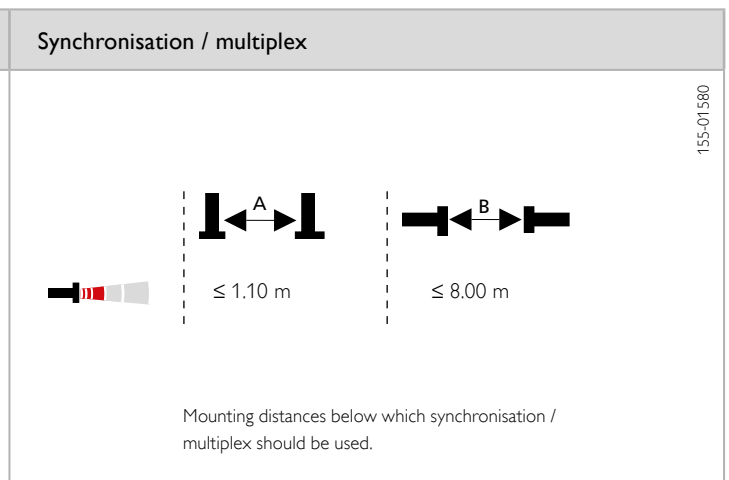 Synchronisation / multiplex
155-01580
A
B
≤ 1.10 m
≤ 8.00 m
Mounting distances below which synchronisation /
multiplex should be used.